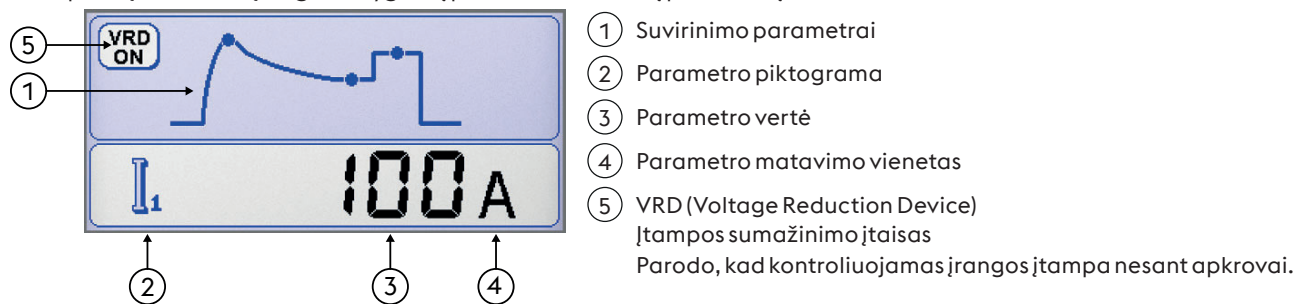 5
VRD
ON
1
I1
100A
2
3
4
1 Suvirinimo parametrai
2 Parametro piktograma
3 Parametro vertė
4 Parametro matavimo vienetas
5 VRD (Voltage Reduction Device)
Įtampos sumažinimo įtaisas
Parodo, kad kontroliuojamas įrangos įtampa nesant apkrovai.